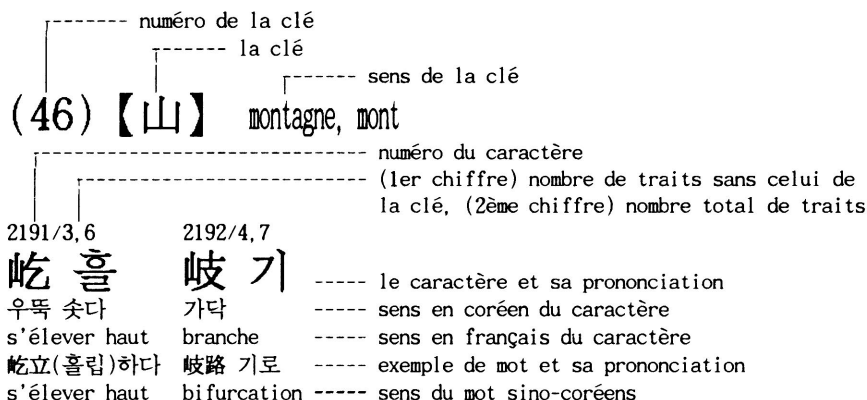 numéro de la clé
la clé
sens de la clé
(46)【山】 montagne, mont
numéro du caractère
(1er chiffre) nombre de traits sans celui de
la clé, (2ème chiffre) nombre total de traits
2191/3,6 2192/4,7
屹 흘 岐 기 ----- le caractère et sa prononciation
우뚝 솟다 가닥 ----- sens en coréen du caractère
s'élever haut branche ----- sens en français du caractère
屹立(흘립)하다 岐路 기로 ----- exemple de mot et sa prononciation
s'élever haut bifurcation ----- sens du mot sino-coréens